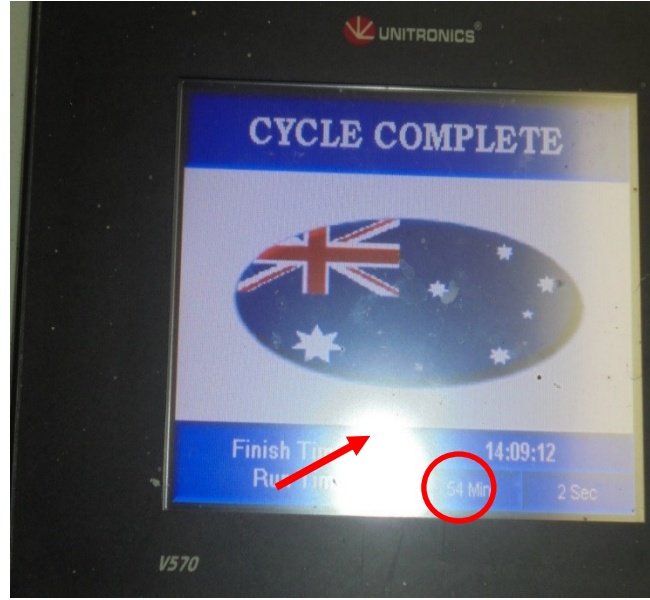 UNITRONICS®
CYCLE COMPLETE
Finish 14:09:12
54 Min 2 Sec
V570